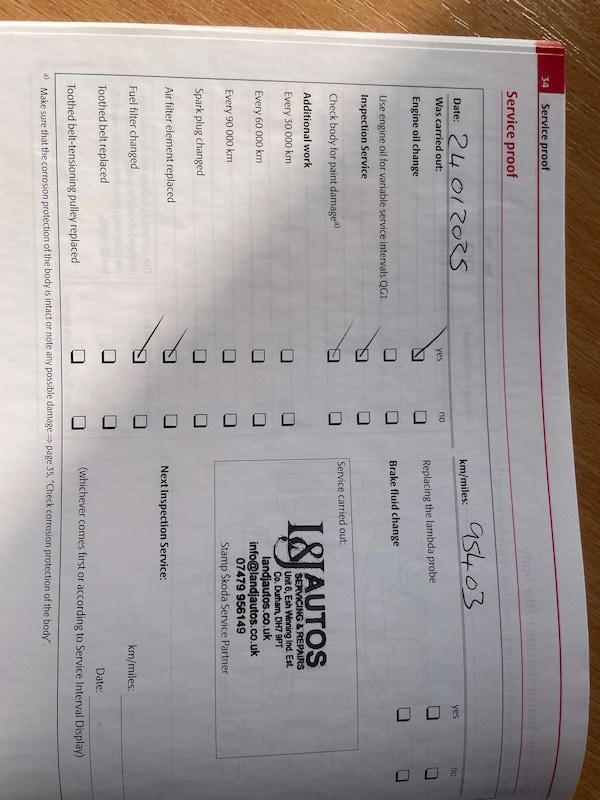 34 Service proof
Service proof
Date: 24 01 2025
km/miles: 95403
Was carried out:
yes no
Engine oil change
Use engine oil for variable service intervals QG1
Inspection Service
Check body for paint damage a)
Additional work
Every 30 000 km
Every 60 000 km
Every 90 000 km
Spark plug changed
Air filter element replaced
Fuel filter changed
Toothed belt replaced
Toothed belt-tensioning pulley replaced
yes no
Replacing the lambda probe
Brake fluid change
Service carried out:
I&J AUTOS
SERVICING & REPAIRS
Unit 6, Esh Winning Ind. Est.
Co. Durham, DH7 9PT
landjautos.co.uk
info@landjautos.co.uk
07479 956149
Stamp Škoda Service Partner
Next Inspection Service:
km/miles:
Date:
(whichever comes first or according to Service Interval Display)
a) Make sure that the corrosion protection of the body is intact or note any possible damage ⇒ page 35, "Check corrosion protection of the body".